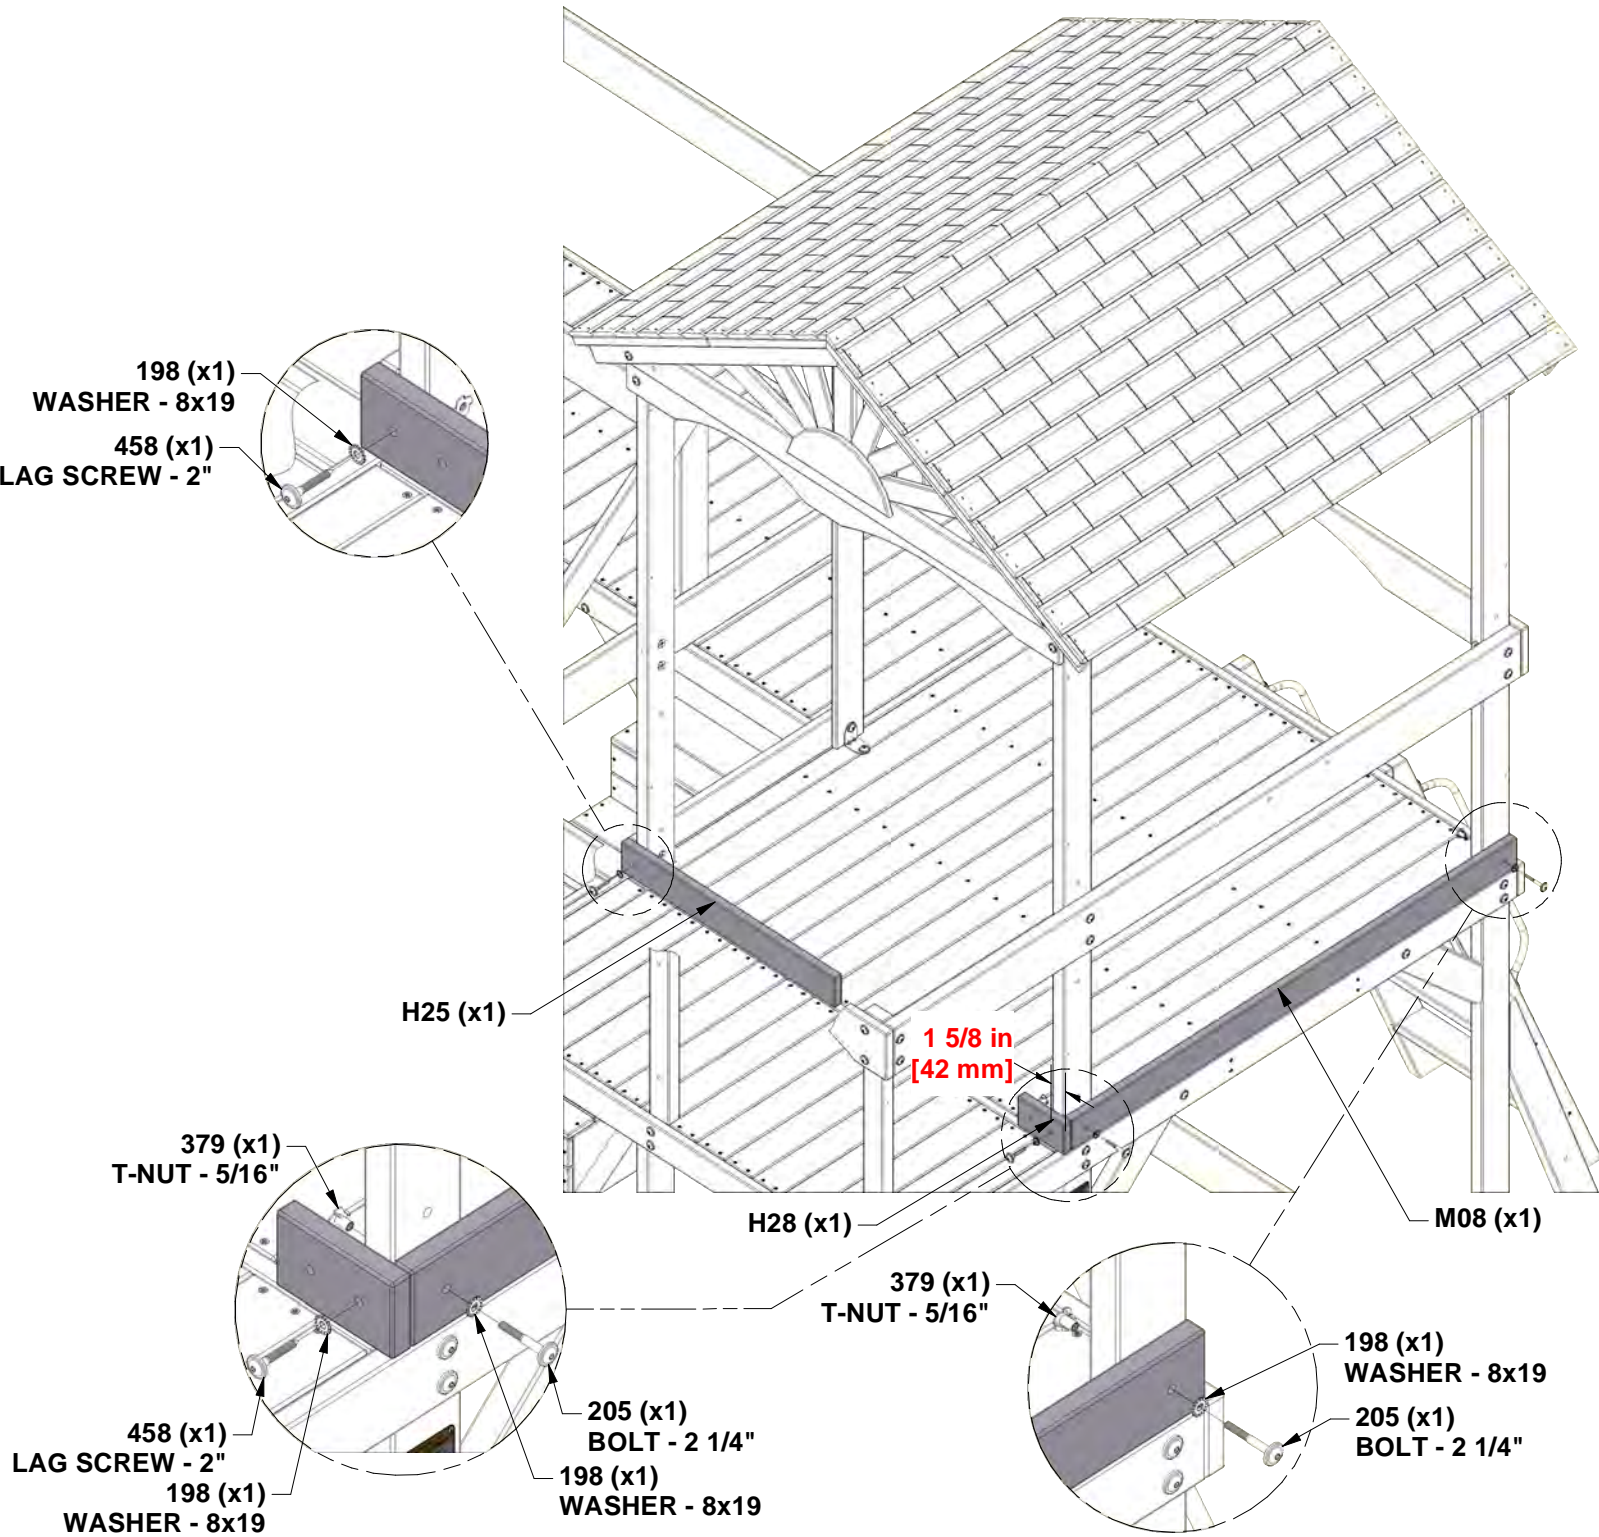 198 (x1)
WASHER - 8x19
458 (x1)
LAG SCREW - 2"
H25 (x1)
1 5/8 in
[42 mm]
379 (x1)
T-NUT - 5/16"
H28 (x1)
M08 (x1)
379 (x1)
T-NUT - 5/16"
198 (x1)
WASHER - 8x19
205 (x1)
BOLT - 2 1/4"
205 (x1)
BOLT - 2 1/4"
458 (x1)
LAG SCREW - 2"
198 (x1)
WASHER - 8x19
198 (x1)
WASHER - 8x19